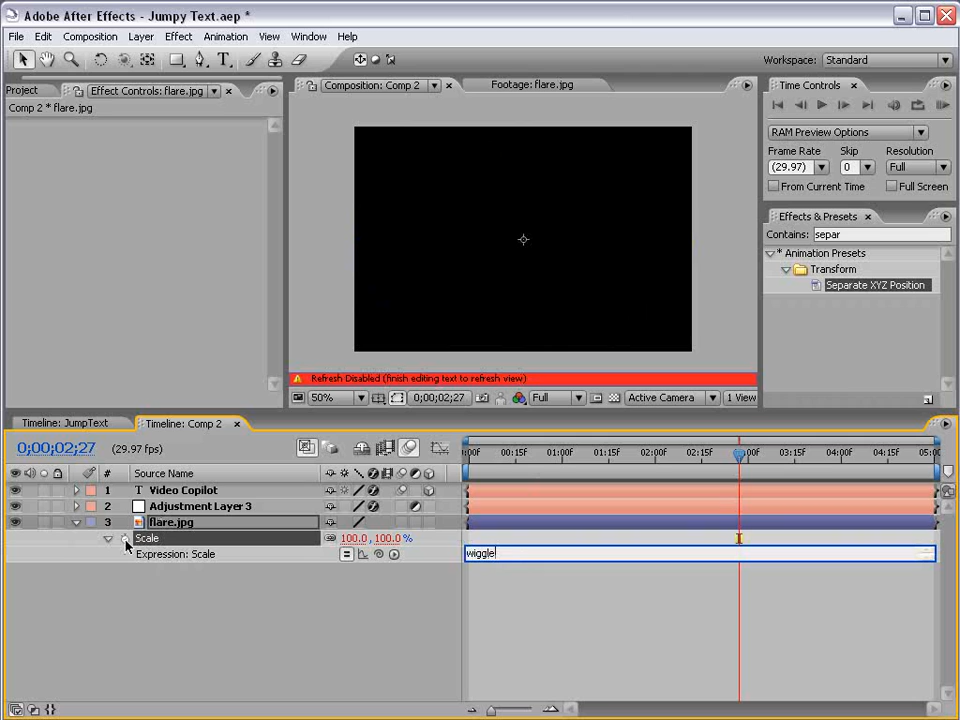 Adobe After Effects - Jumpy Text.aep *
File Edit Composition Layer Effect Animation View Window Help
Workspace: Standard
Project Effect Controls: flare.jpg
Comp 2 * flare.jpg
Composition: Comp 2
Footage: flare.jpg
Time Controls
RAM Preview Options
Frame Rate Skip Resolution
(29.97) 0 Full
From Current Time Full Screen
Effects & Presets
Contains: separ
* Animation Presets
Transform
Separate XYZ Position
Refresh Disabled (finish editing text to refresh view)
50% 0;00;02;27 Full Active Camera 1 View
Timeline: JumpText Timeline: Comp 2
0;00;02;27 (29.97 fps)
:00F 00:15F 01:00F 01:15F 02:00F 02:15F 03:00F 03:15F 04:00F 04:15F 05:00
# Source Name
1 T Video Copilot
2 Adjustment Layer 3
3 flare.jpg
Scale 100.0, 100.0 %
Expression: Scale wiggle